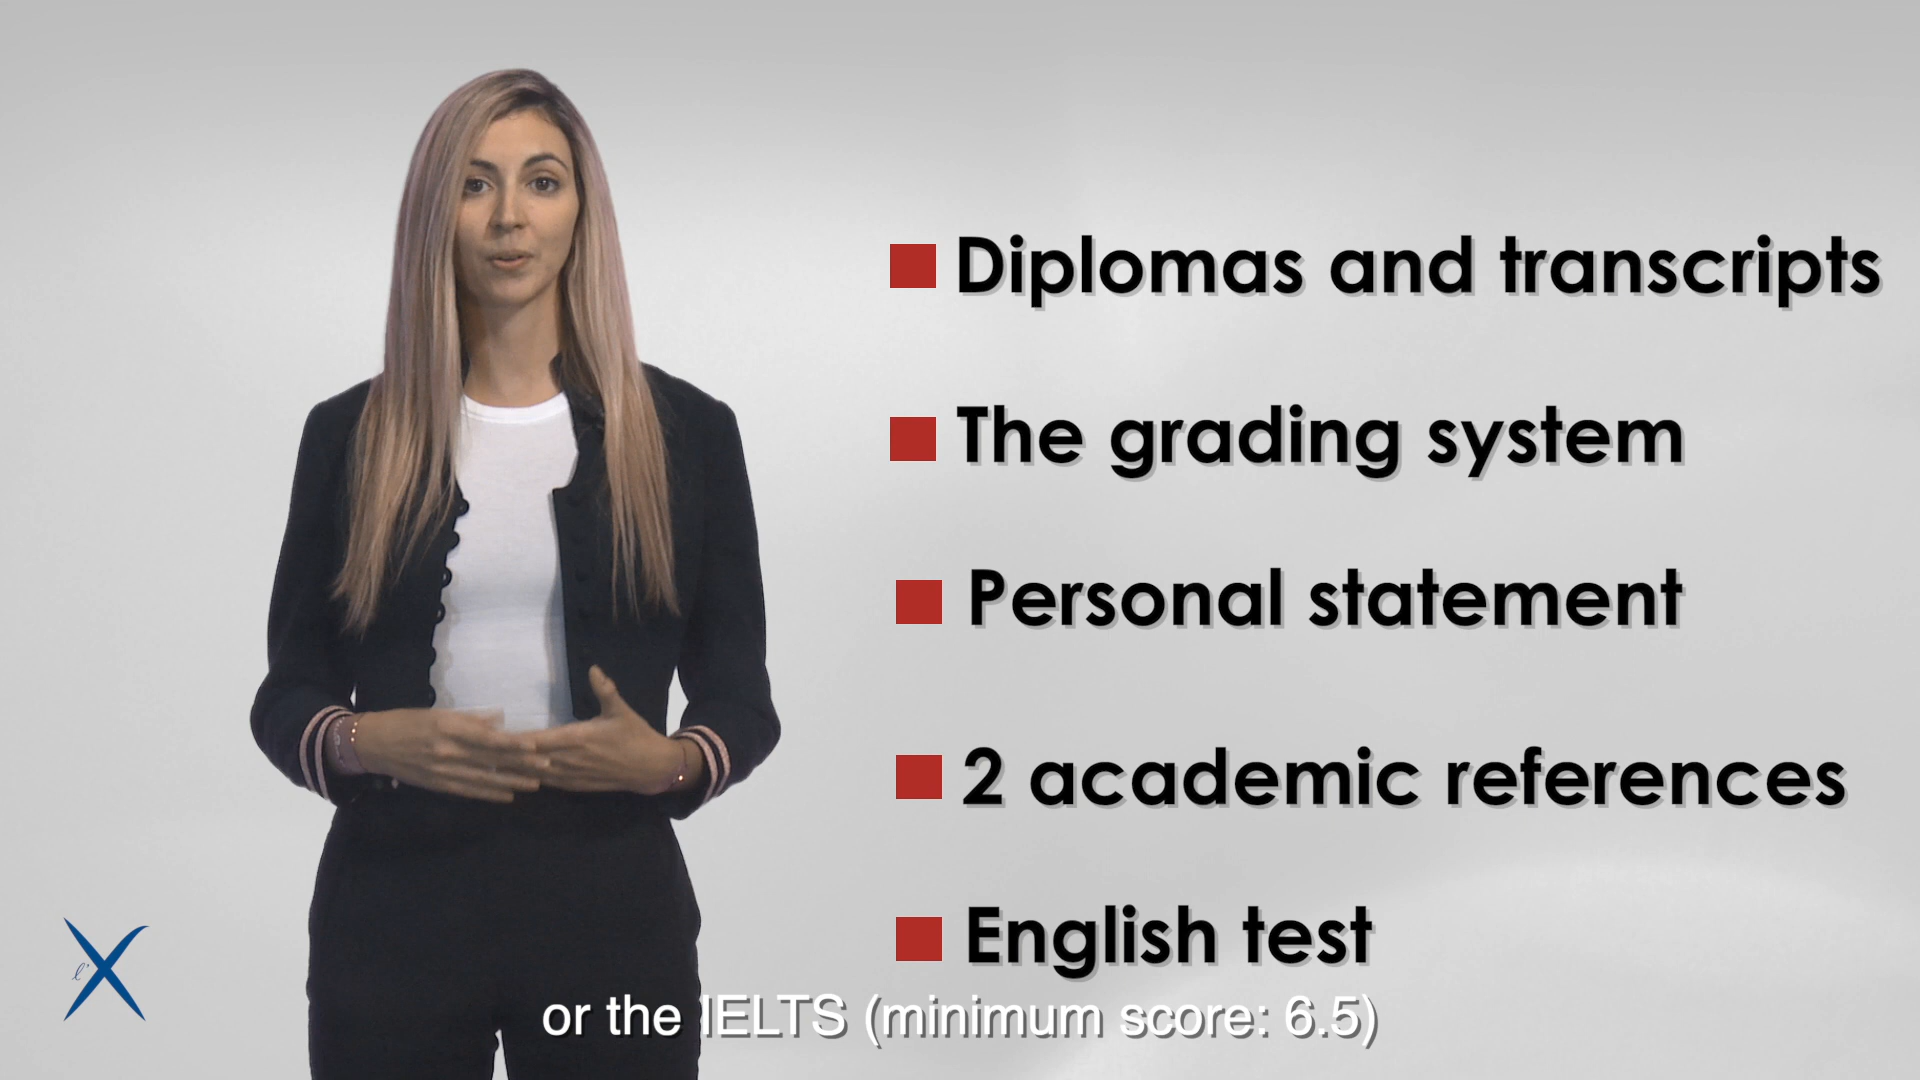 Diplomas and transcripts
The grading system
Personal statement
2 academic references
English test
or the IELTS (minimum score: 6.5)
l'X